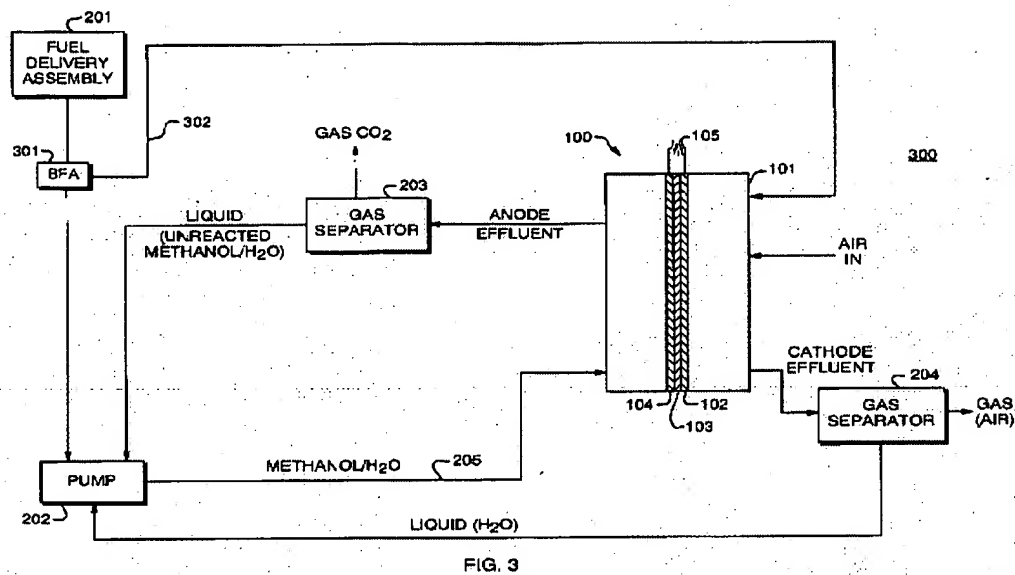 201
FUEL
DELIVERY
ASSEMBLY
302
301
BFA
GAS CO2
203
GAS
SEPARATOR
LIQUID
(UNREACTED
METHANOL/H2O)
ANODE
EFFLUENT
100
105
101
300
AIR
IN
CATHODE
EFFLUENT
204
GAS
SEPARATOR
GAS
(AIR)
104
102
103
METHANOL/H2O
205
PUMP
202
LIQUID (H2O)
FIG. 3